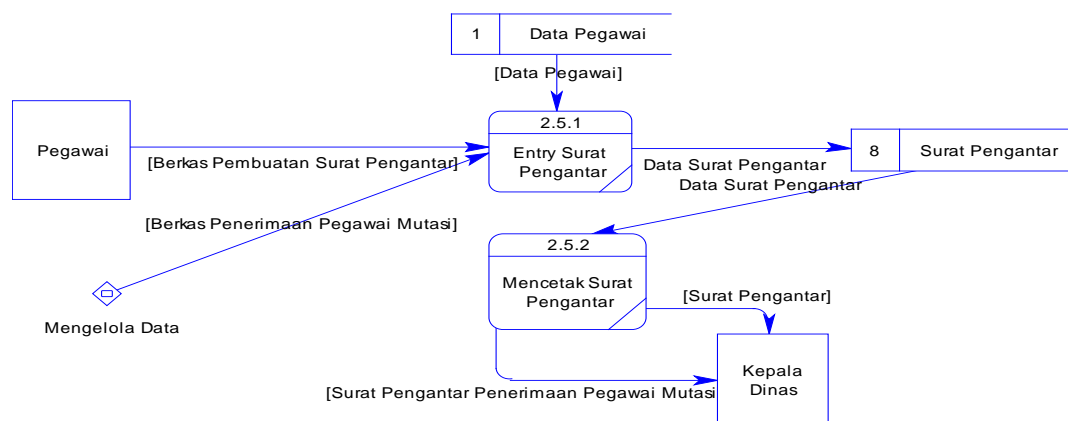 1 Data Pegawai
[Data Pegawai]
2.5.1
Pegawai
Entry Surat
Pengantar
8 Surat Pengantar
[Berkas Pembuatan Surat Pengantar]
Data Surat Pengantar
Data Surat Pengantar
[Berkas Penerimaan Pegawai Mutasi]
2.5.2
Mencetak Surat
Pengantar
[Surat Pengantar]
Mengelola Data
Kepala
Dinas
[Surat Pengantar Penerimaan Pegawai Mutasi